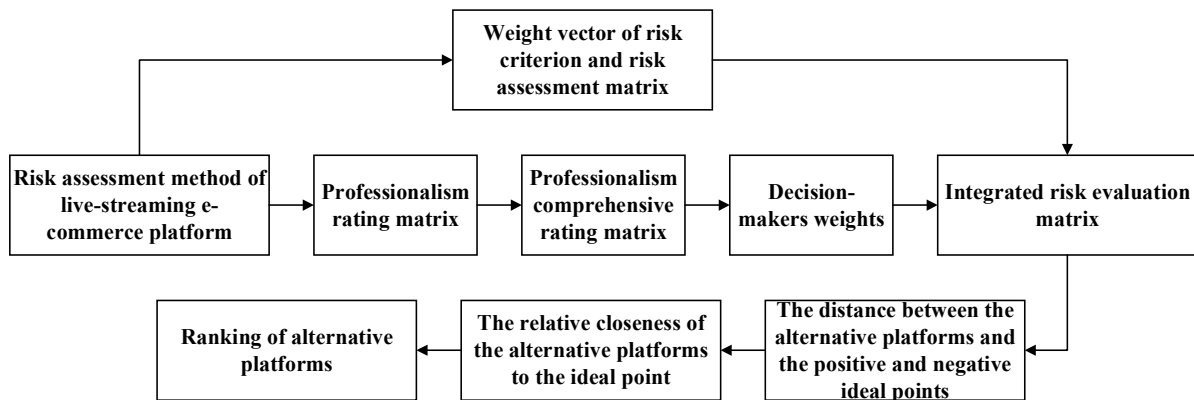 Weight vector of risk
criterion and risk
assessment matrix
Risk assessment method of
live-streaming e-
commerce platform
Professionalism
rating matrix
Professionalism
comprehensive
rating matrix
Decision-
makers weights
Integrated risk evaluation
matrix
Ranking of alternative
platforms
The relative closeness of
the alternative platforms
to the ideal point
The distance between the
alternative platforms and
the positive and negative
ideal points